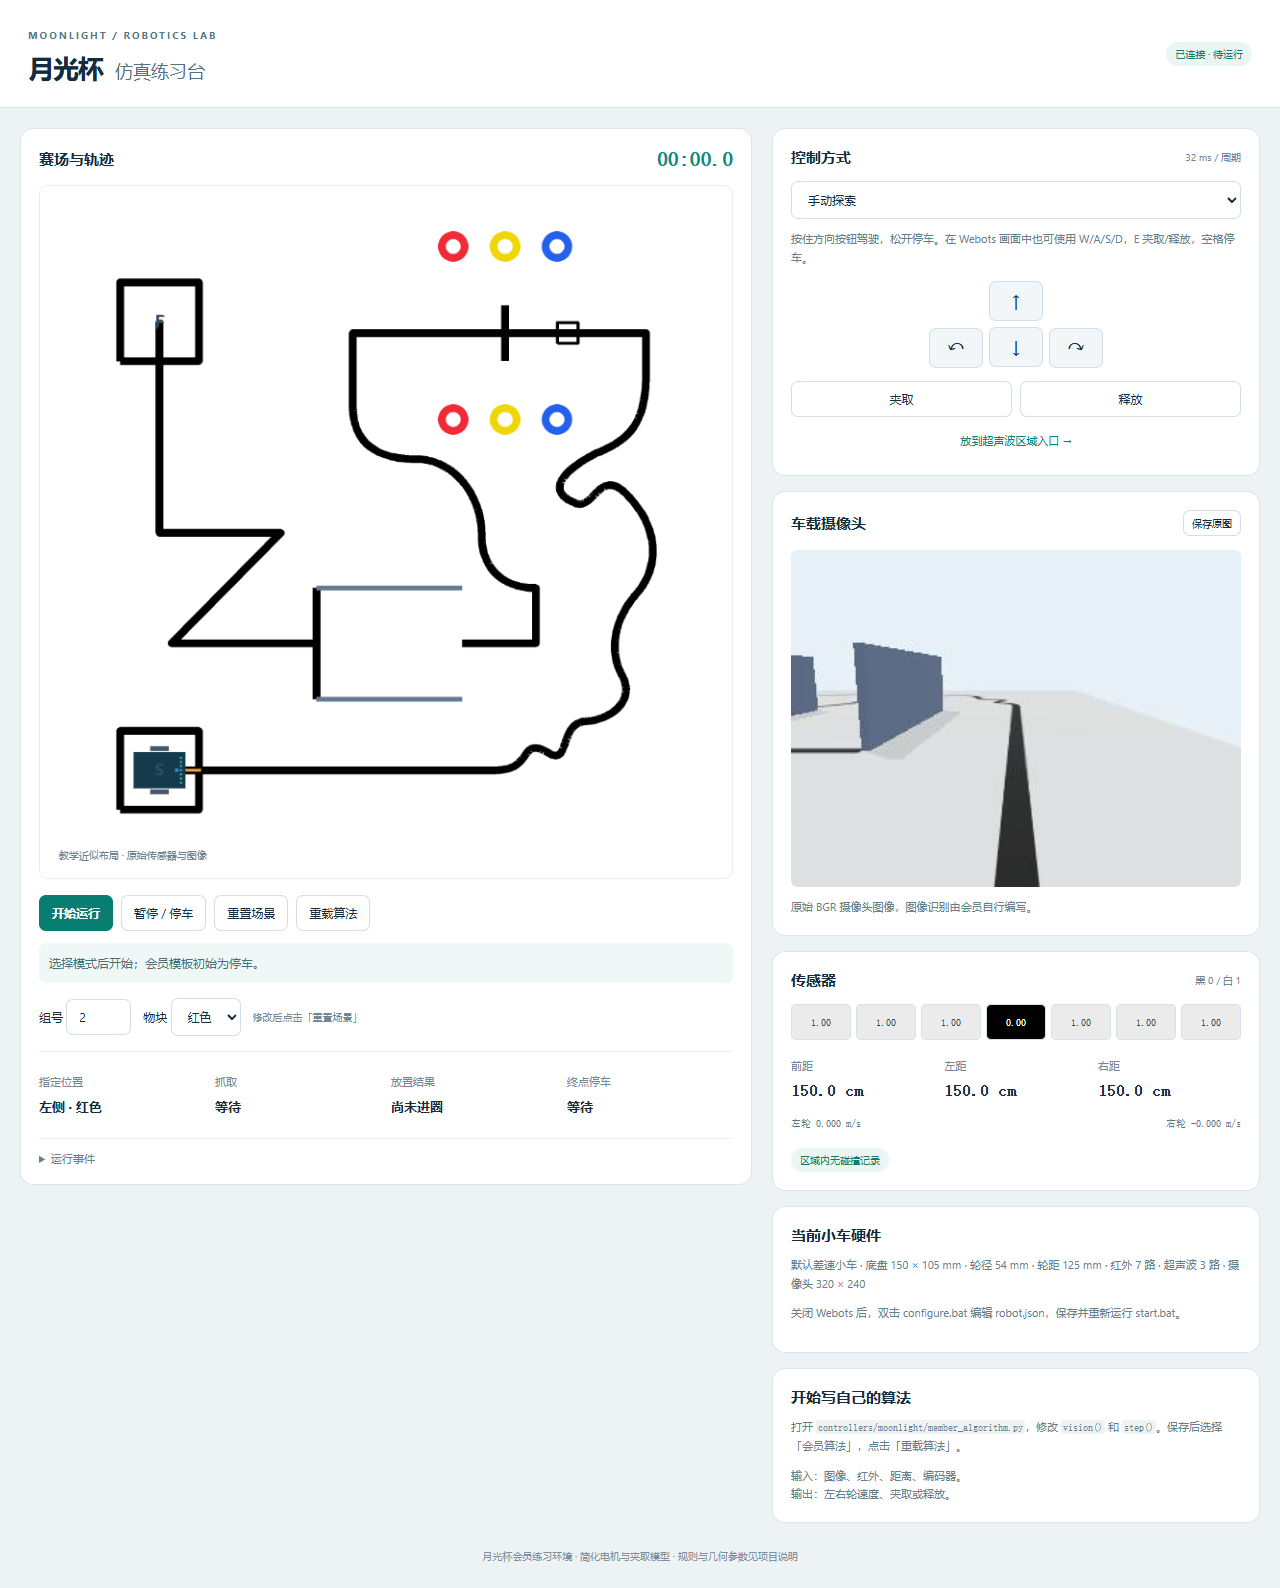 MOONLIGHT / ROBOTICS LAB
月光杯 仿真练习台
已连接 · 待运行
赛场与轨迹
00:00.0
F
S
教学近似布局 · 原始传感器与图像
开始运行
暂停 / 停车
重置场景
重载算法
选择模式后开始；会员模板初始为停车。
组号 2 物块 红色 修改后点击「重置场景」
指定位置 抓取 放置结果 终点停车
左侧 · 红色 等待 尚未进圈 等待
▶ 运行事件
控制方式
32 ms / 周期
手动探索
按住方向按钮驾驶，松开停车。在 Webots 画面中也可使用 W/A/S/D，E 夹取/释放，空格停
车。
↑
↶ ↓ ↷
夹取 释放
放到超声波区域入口 →
车载摄像头
保存原图
原始 BGR 摄像头图像，图像识别由会员自行编写。
传感器
黑 0 / 白 1
1.00 1.00 1.00 0.00 1.00 1.00 1.00
前距 左距 右距
150.0 cm 150.0 cm 150.0 cm
左轮 0.000 m/s 右轮 -0.000 m/s
区域内无碰撞记录
当前小车硬件
默认差速小车 · 底盘 150 × 105 mm · 轮径 54 mm · 轮距 125 mm · 红外 7 路 · 超声波 3 路 · 摄
像头 320 × 240
关闭 Webots 后，双击 configure.bat 编辑 robot.json，保存并重新运行 start.bat。
开始写自己的算法
打开 controllers/moonlight/member_algorithm.py，修改 vision() 和 step()。保存后选择
「会员算法」，点击「重载算法」。
输入：图像、红外、距离、编码器。
输出：左右轮速度、夹取或释放。
月光杯会员练习环境 · 简化电机与夹取模型 · 规则与几何参数见项目说明